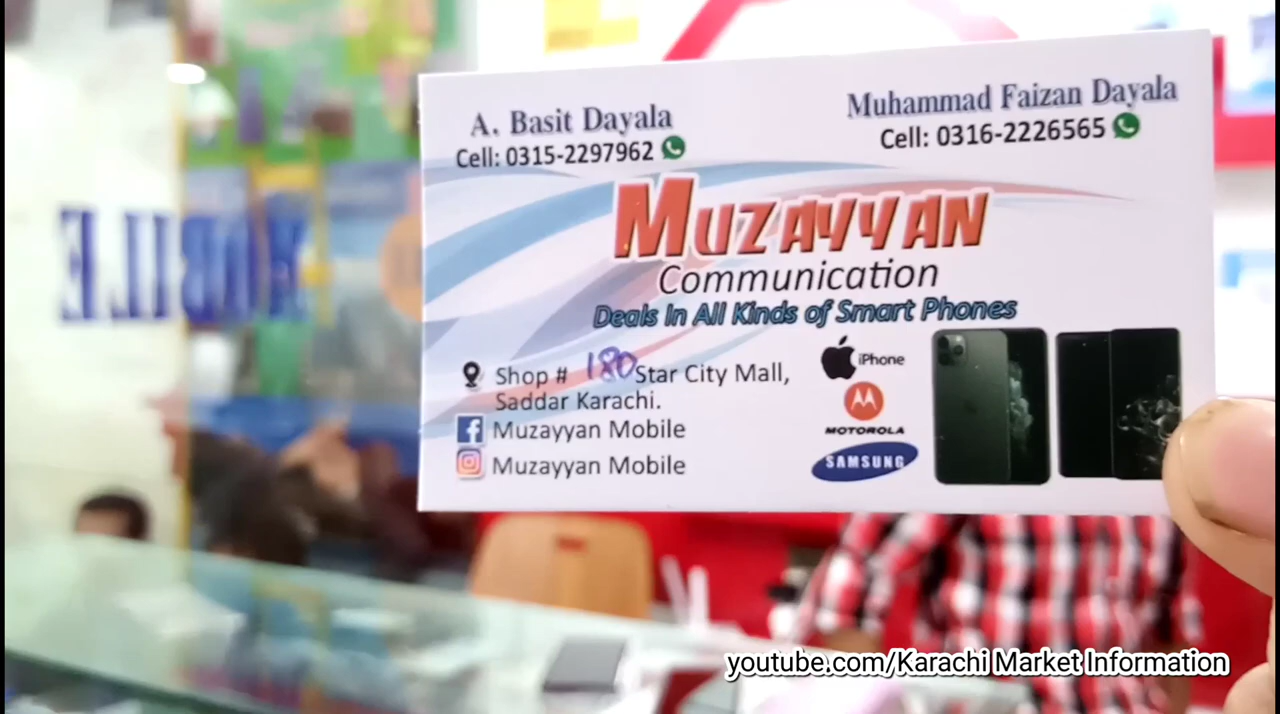 A. Basit Dayala
Cell: 0315-2297962
Muhammad Faizan Dayala
Cell: 0316-2226565
MUZAYYAN
Communication
Deals In All Kinds of Smart Phones
Shop # 180 Star City Mall,
Saddar Karachi.
Muzayyan Mobile
Muzayyan Mobile
iPhone
MOTOROLA
SAMSUNG
MOBILE
youtube.com/Karachi Market Information